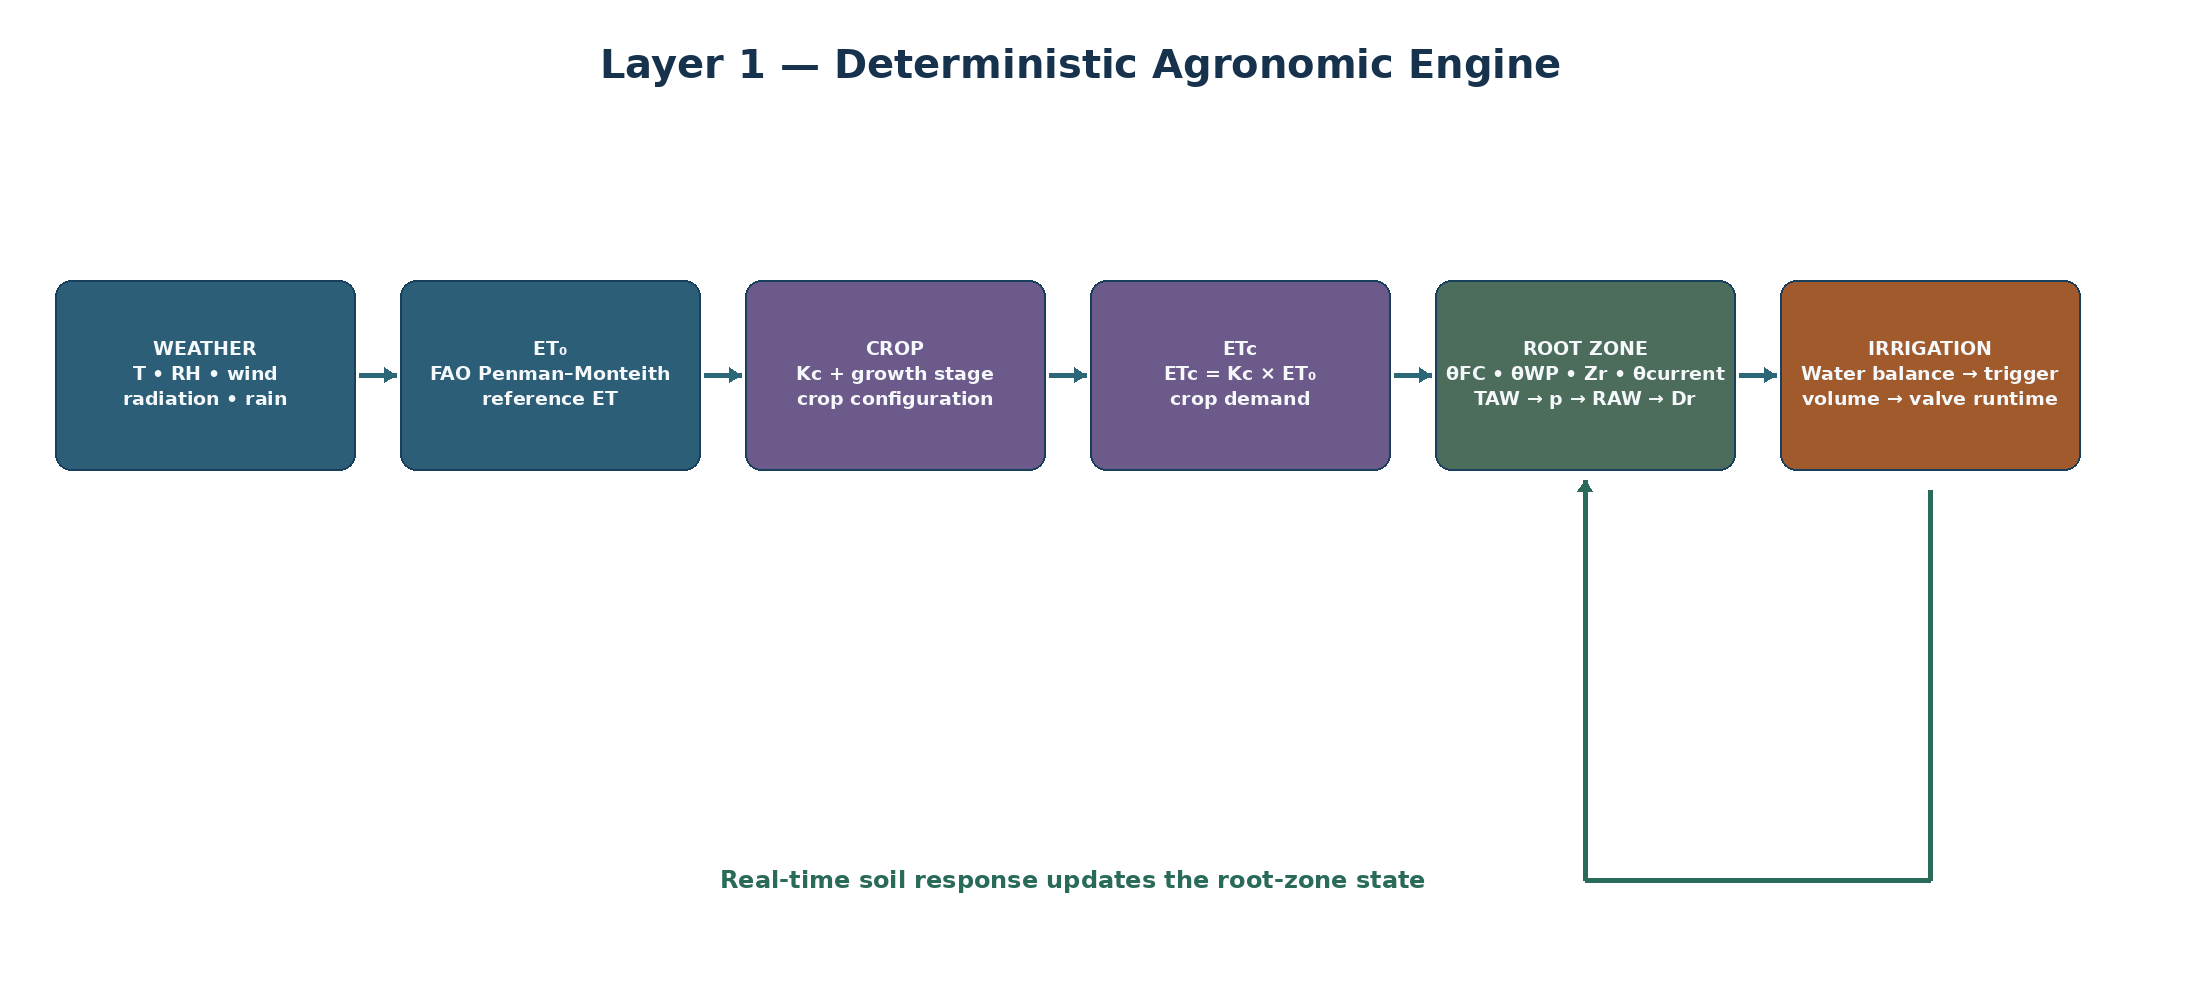 Layer 1 — Deterministic Agronomic Engine
WEATHER
T • RH • wind
radiation • rain
ET₀
FAO Penman–Monteith
reference ET
CROP
Kc + growth stage
crop configuration
ETc
ETc = Kc × ET₀
crop demand
ROOT ZONE
θFC • θWP • Zr • θcurrent
TAW → p → RAW → Dr
IRRIGATION
Water balance → trigger
volume → valve runtime
Real-time soil response updates the root-zone state